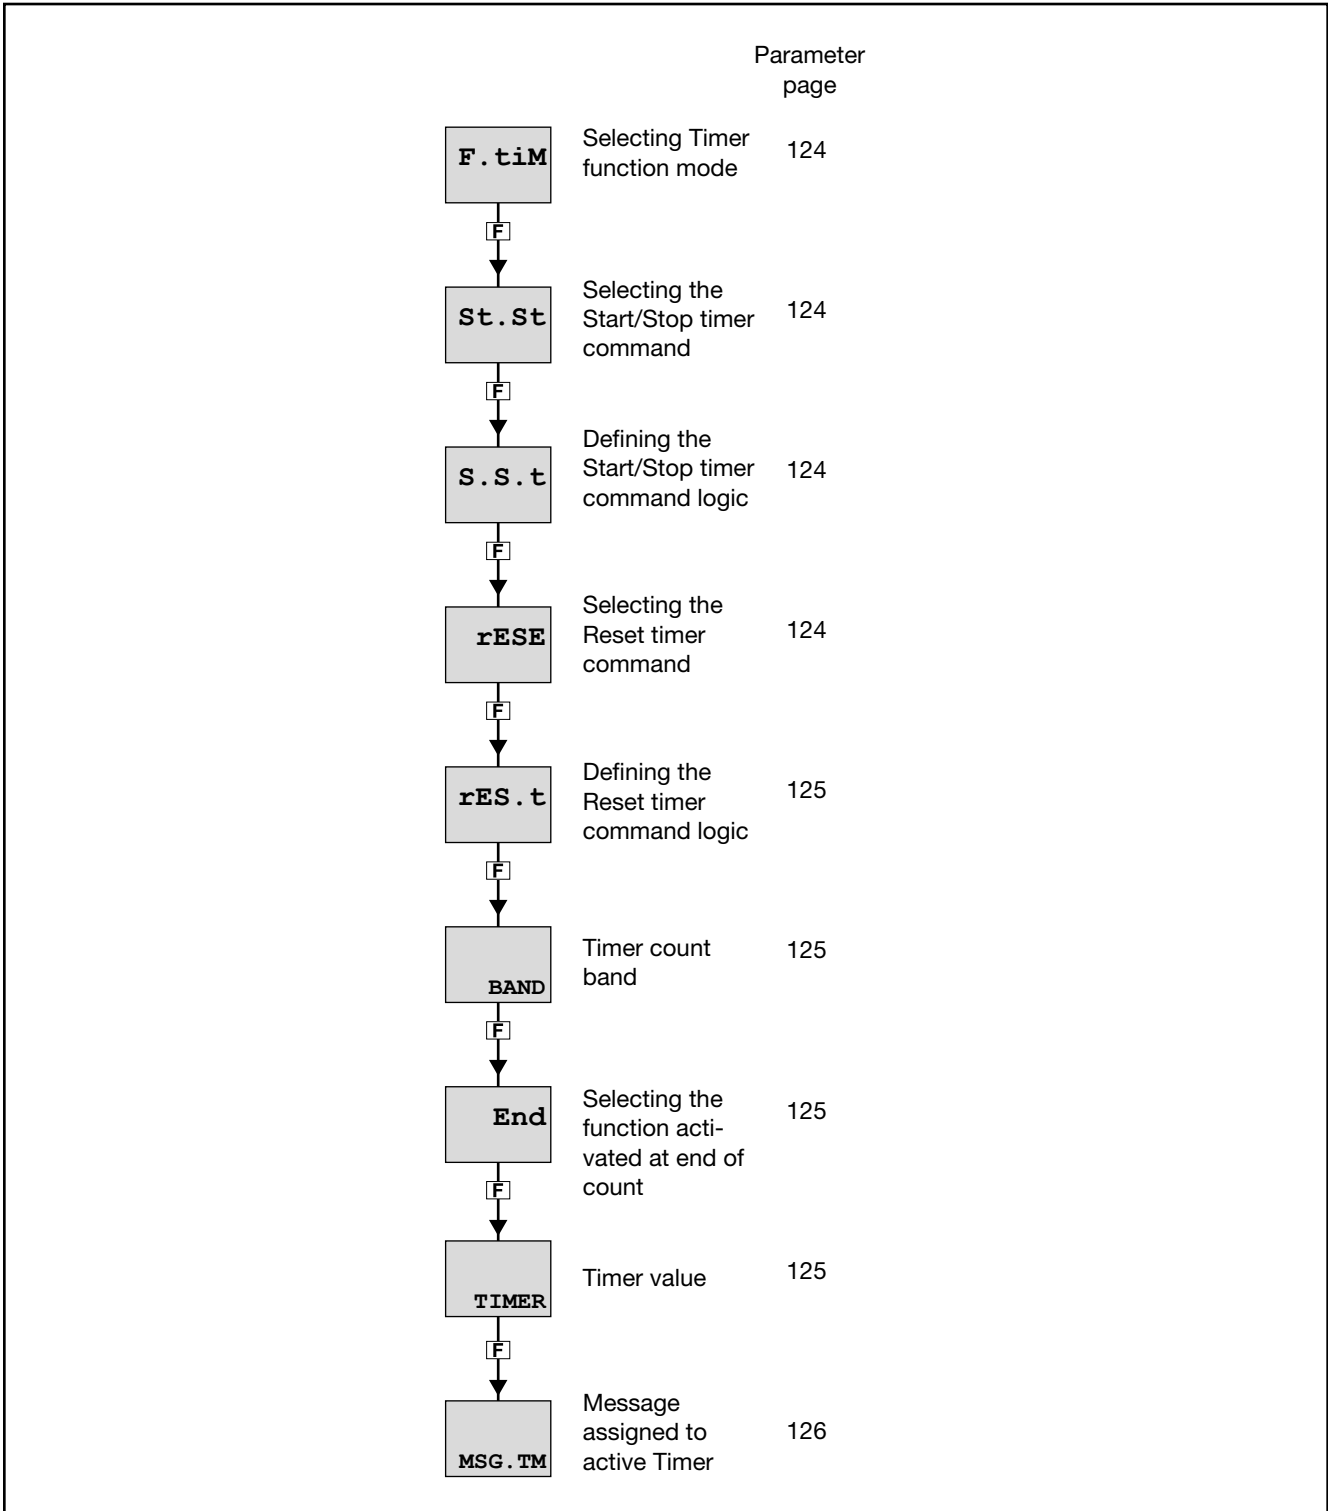 Parameter
page
F.tiM
Selecting Timer
function mode
124
F
St.St
Selecting the
Start/Stop timer
command
124
F
S.S.t
Defining the
Start/Stop timer
command logic
124
F
rESE
Selecting the
Reset timer
command
124
F
rES.t
Defining the
Reset timer
command logic
125
F
BAND
Timer count
band
125
F
End
Selecting the
function acti-
vated at end of
count
125
F
TIMER
Timer value
125
F
MSG.TM
Message
assigned to
active Timer
126